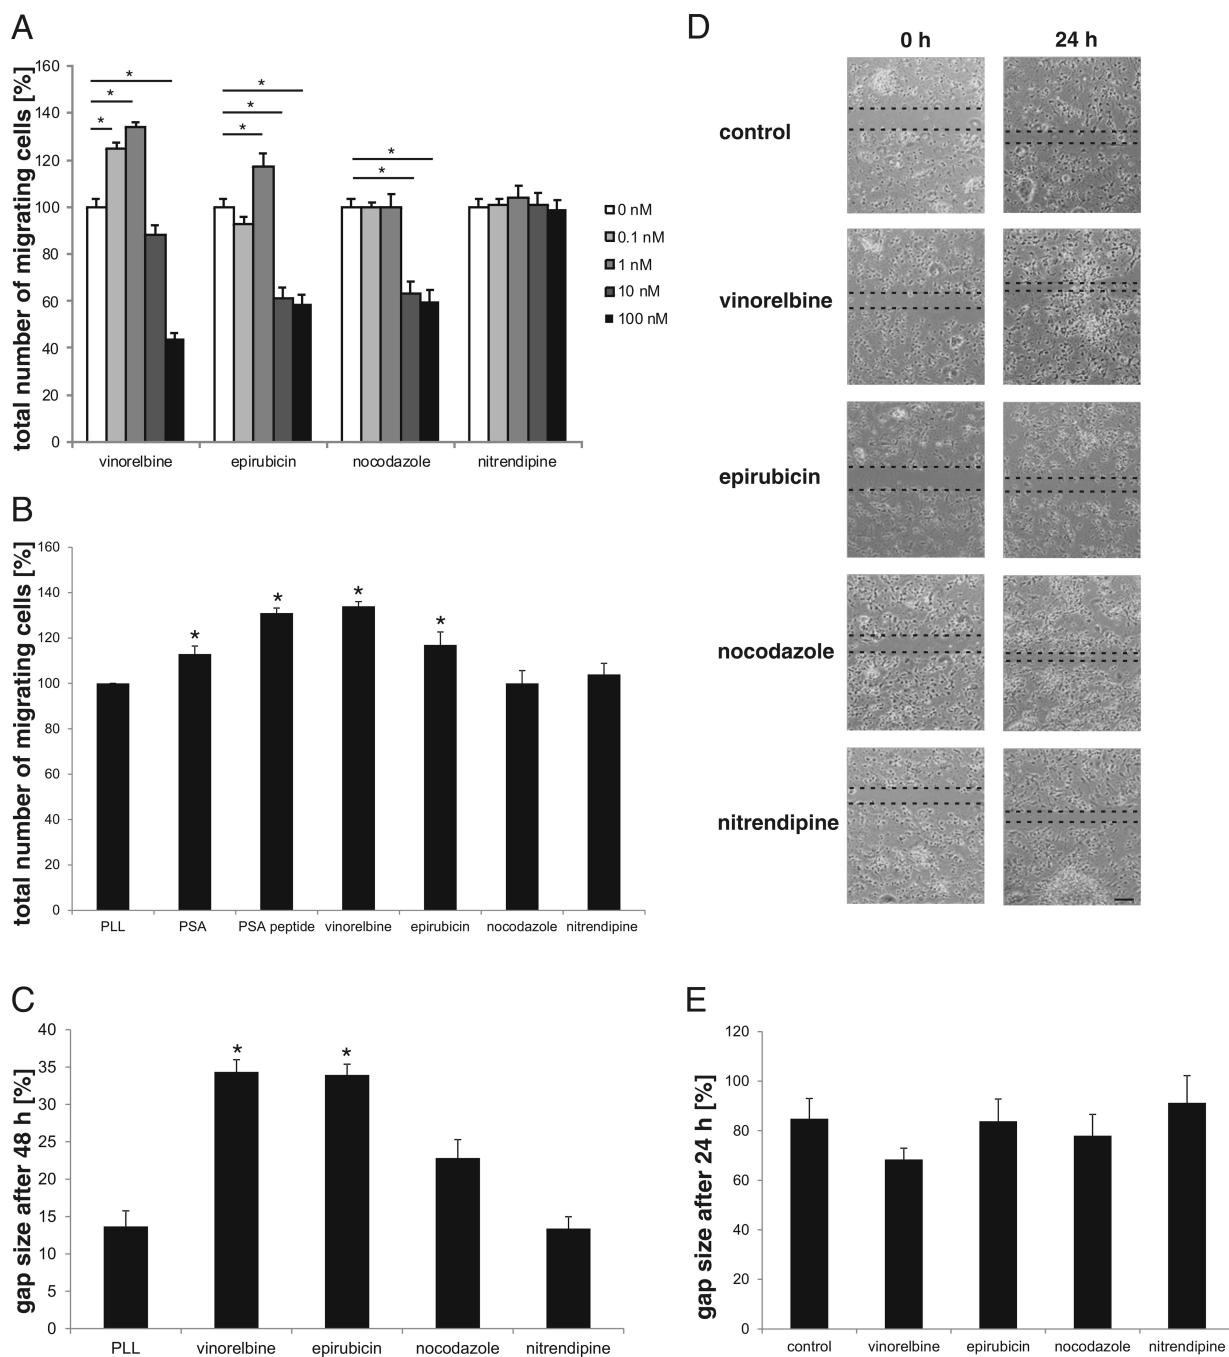 A
total number of migrating cells [%]
160
140
120
100
80
60
40
20
0
* * *
* * *
* *
vinorelbine epirubicin nocodazole nitrendipine
0 nM
0.1 nM
1 nM
10 nM
100 nM
B
total number of migrating cells [%]
160
140
120
100
80
60
40
20
0
* * * *
PLL PSA PSA peptide vinorelbine epirubicin nocodazole nitrendipine
C
gap size after 48 h [%]
40
35
30
25
20
15
10
5
0
* *
PLL vinorelbine epirubicin nocodazole nitrendipine
D
0 h 24 h
control
vinorelbine
epirubicin
nocodazole
nitrendipine
E
gap size after 24 h [%]
120
100
80
60
40
20
0
control vinorelbine epirubicin nocodazole nitrendipine